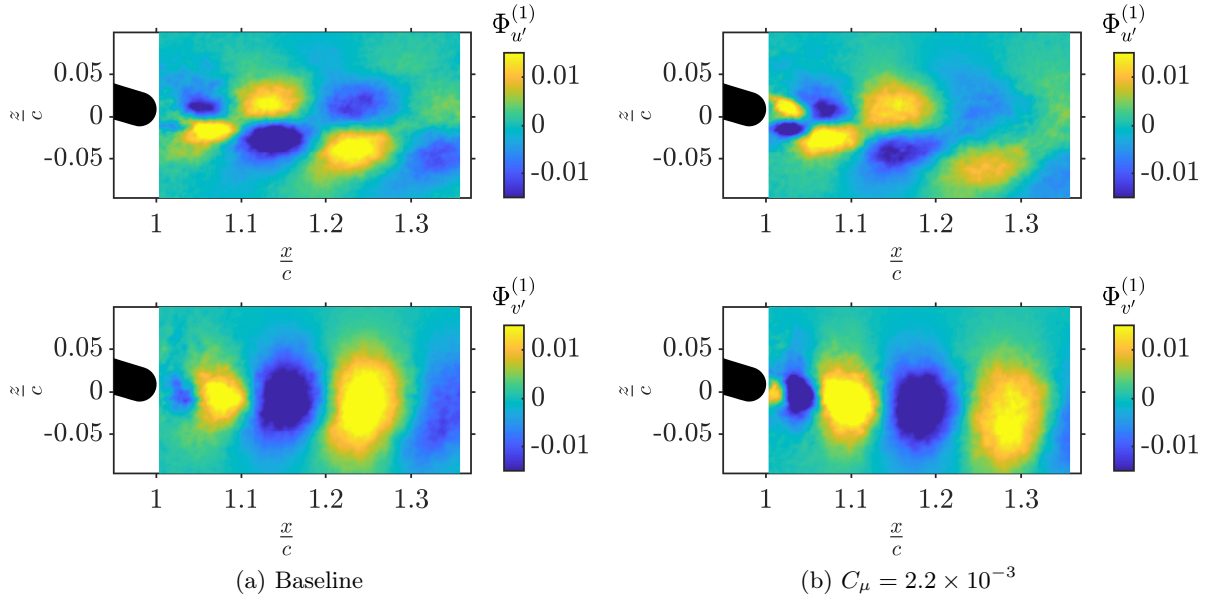 Φ_{u'}^{(1)}
0.05
0
-0.05
z/c
1 1.1 1.2 1.3
x/c
0.01
0
-0.01
Φ_{v'}^{(1)}
0.05
0
-0.05
z/c
1 1.1 1.2 1.3
x/c
0.01
0
-0.01
(a) Baseline
Φ_{u'}^{(1)}
0.05
0
-0.05
z/c
1 1.1 1.2 1.3
x/c
0.01
0
-0.01
Φ_{v'}^{(1)}
0.05
0
-0.05
z/c
1 1.1 1.2 1.3
x/c
0.01
0
-0.01
(b) C_μ = 2.2 × 10^{−3}